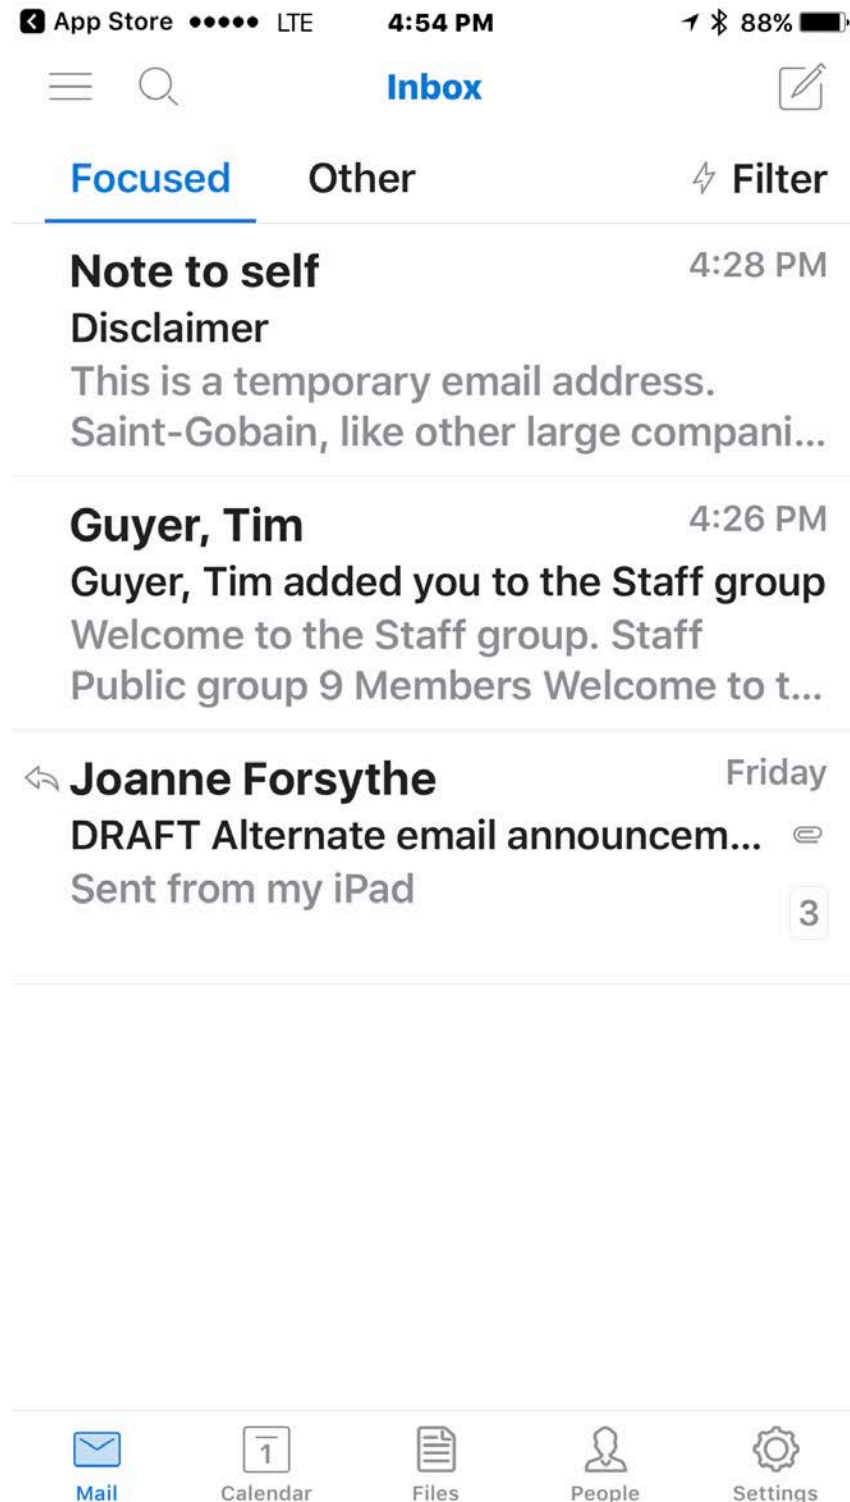 App Store LTE 4:54 PM 88%
Inbox
Focused Other Filter
Note to self 4:28 PM
Disclaimer
This is a temporary email address.
Saint-Gobain, like other large compani...
Guyer, Tim 4:26 PM
Guyer, Tim added you to the Staff group
Welcome to the Staff group. Staff
Public group 9 Members Welcome to t...
Joanne Forsythe Friday
DRAFT Alternate email announcem...
Sent from my iPad
3
1
Mail Calendar Files People Settings